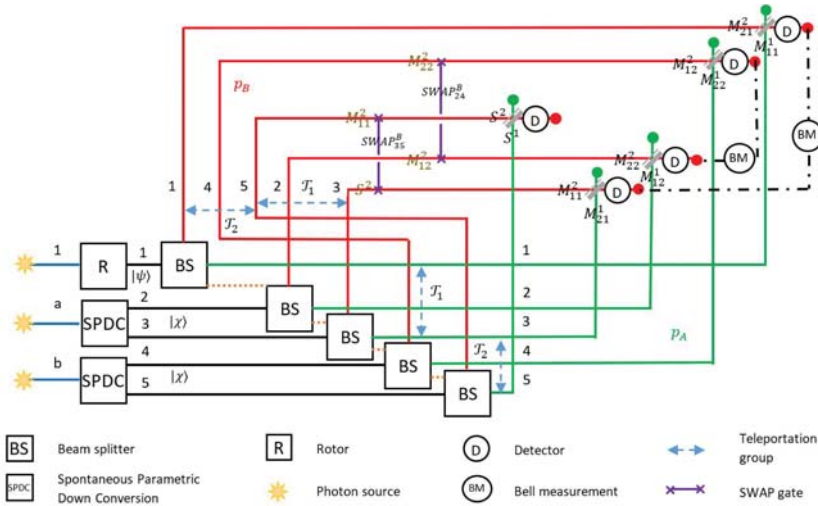 M²₂₁
D
M¹₁₁
M²₂₂
M²₁₂
D
M¹₂₂
p_B
SWAP^B_24
M²₁₁
S²
D
S¹
SWAP^B_35
M²₁₂
M²₂₂
D
M¹₁₂
BM
BM
1 4 5 2 𝒯₁ 3
S²
M²₁₁
D
M¹₂₁
𝒯₂
1 R 1 BS 1
|ψ⟩
𝒯₁
a 2 BS 2
SPDC 3 |χ⟩ BS 3
p_A
b 4 BS 𝒯₂ 4
SPDC 5 |χ⟩ BS 5
BS Beam splitter R Rotor D Detector Teleportation
group
SPDC Spontaneous Parametric
Down Conversion Photon source BM Bell measurement SWAP gate